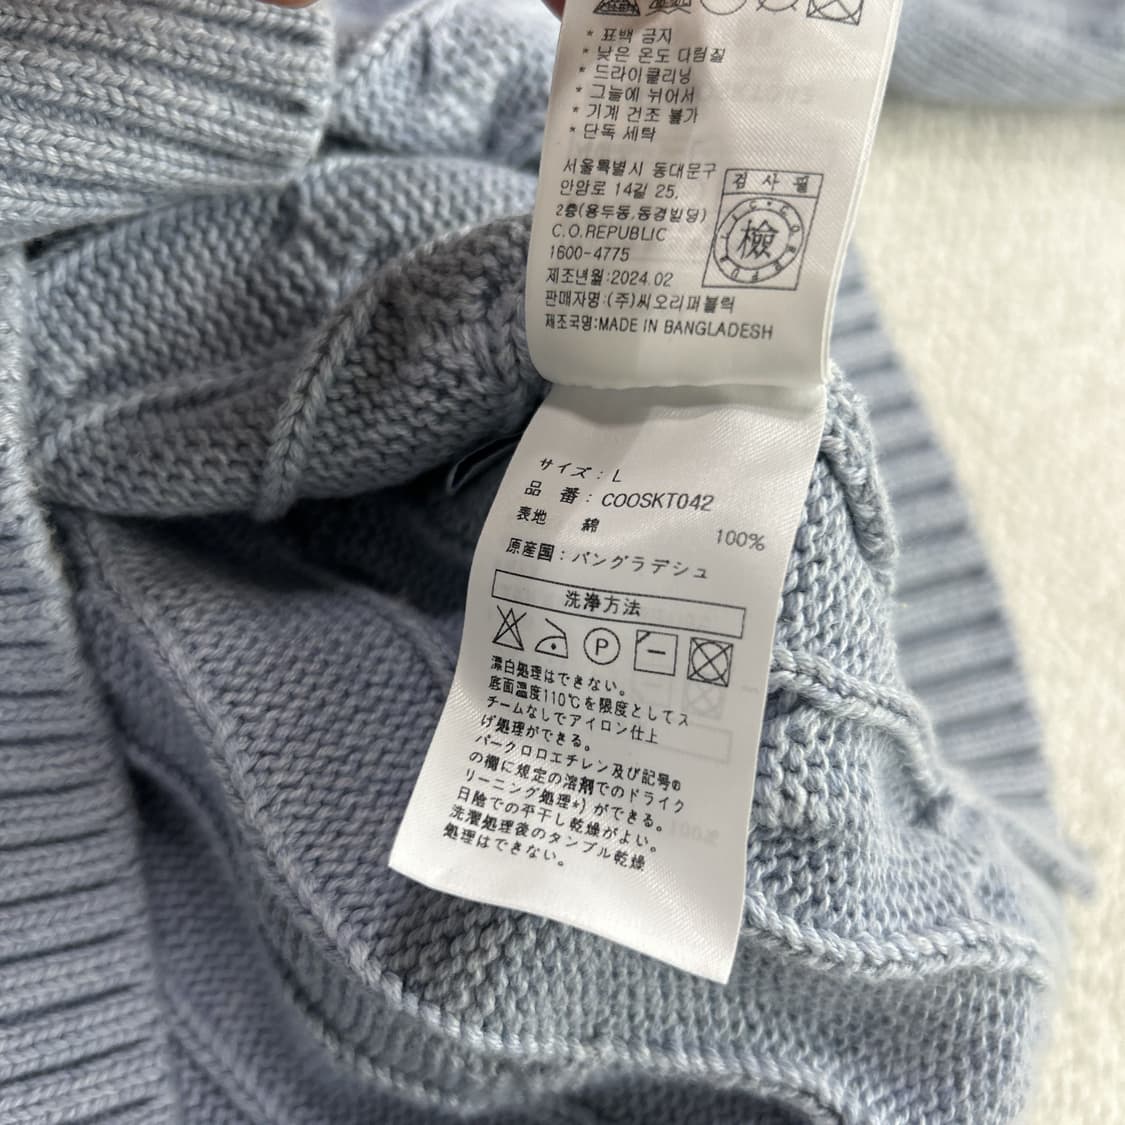 * 표백 금지
* 낮은 온도 다림질
* 드라이클리닝
* 그늘에 뉘어서
* 기계 건조 불가
* 단독 세탁
서울특별시 동대문구
안암로 14길 25,
2층(용두동,동경빌딩)
C.O.REPUBLIC
1600-4775
제조년월:2024.02
판매자명:(주)씨오리퍼블릭
제조국명:MADE IN BANGLADESH
검 사 필
檢
サイズ : L
品 番 : COOSKT042
表地 綿 100%
原産国 : バングラデシュ
洗浄方法
P
漂白処理はできない。
底面温度110℃を限度としてス
チームなしでアイロン仕上
げ処理ができる。
パークロロエチレン及び記号Ⓟ
の欄に規定の溶剤でのドライク
リーニング処理*) ができる。
日陰での平干し乾燥がよい。
洗濯処理後のタンブル乾燥
処理はできない。